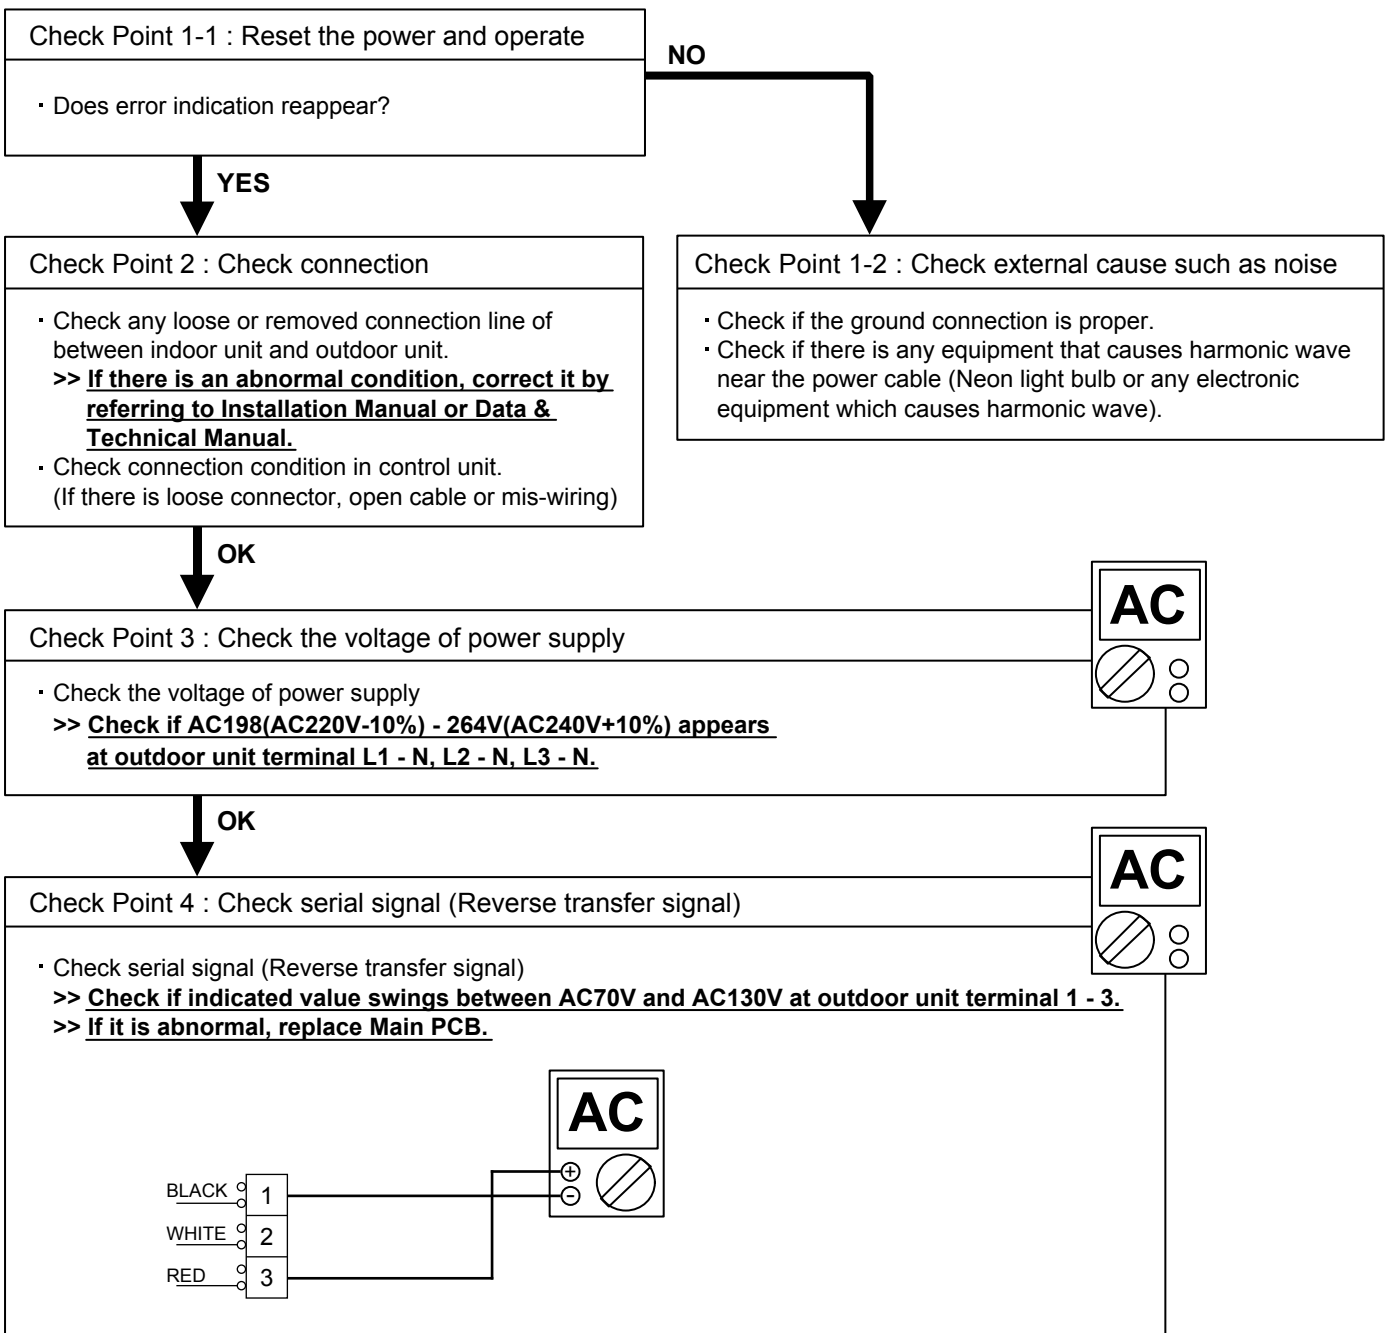 Check Point 1-1 : Reset the power and operate
・Does error indication reappear?
NO
YES
Check Point 2 : Check connection
・Check any loose or removed connection line of
between indoor unit and outdoor unit.
>> If there is an abnormal condition, correct it by
referring to Installation Manual or Data &
Technical Manual.
・Check connection condition in control unit.
(If there is loose connector, open cable or mis-wiring)
Check Point 1-2 : Check external cause such as noise
・Check if the ground connection is proper.
・Check if there is any equipment that causes harmonic wave
near the power cable (Neon light bulb or any electronic
equipment which causes harmonic wave).
OK
Check Point 3 : Check the voltage of power supply
AC
・Check the voltage of power supply
>> Check if AC198(AC220V-10%) - 264V(AC240V+10%) appears
at outdoor unit terminal L1 - N, L2 - N, L3 - N.
OK
Check Point 4 : Check serial signal (Reverse transfer signal)
AC
・Check serial signal (Reverse transfer signal)
>> Check if indicated value swings between AC70V and AC130V at outdoor unit terminal 1 - 3.
>> If it is abnormal, replace Main PCB.
AC
+
-
BLACK 1
WHITE 2
RED 3